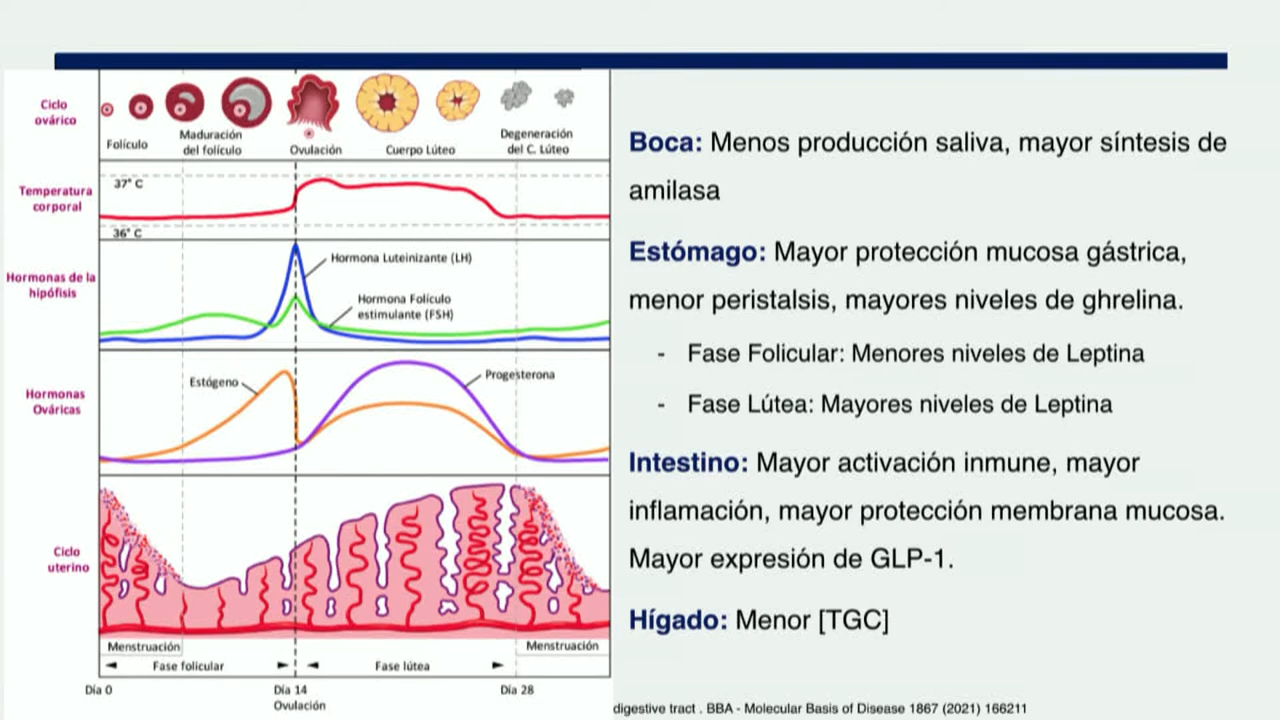 Ciclo
ovárico
Folículo
Maduración
del folículo
Ovulación
Cuerpo Lúteo
Degeneración
del C. Lúteo
Temperatura
corporal
37° C
36° C
Hormonas de la
hipófisis
Hormona Luteinizante (LH)
Hormona Folículo
estimulante (FSH)
Hormonas
Ováricas
Estógeno
Progesterona
Ciclo
uterino
Menstruación
Menstruación
Fase folicular
Fase lútea
Día 0
Día 14
Ovulación
Día 28
Boca: Menos producción saliva, mayor síntesis de
amilasa
Estómago: Mayor protección mucosa gástrica,
menor peristalsis, mayores niveles de ghrelina.
- Fase Folicular: Menores niveles de Leptina
- Fase Lútea: Mayores niveles de Leptina
Intestino: Mayor activación inmune, mayor
inflamación, mayor protección membrana mucosa.
Mayor expresión de GLP-1.
Hígado: Menor [TGC]
digestive tract . BBA - Molecular Basis of Disease 1867 (2021) 166211